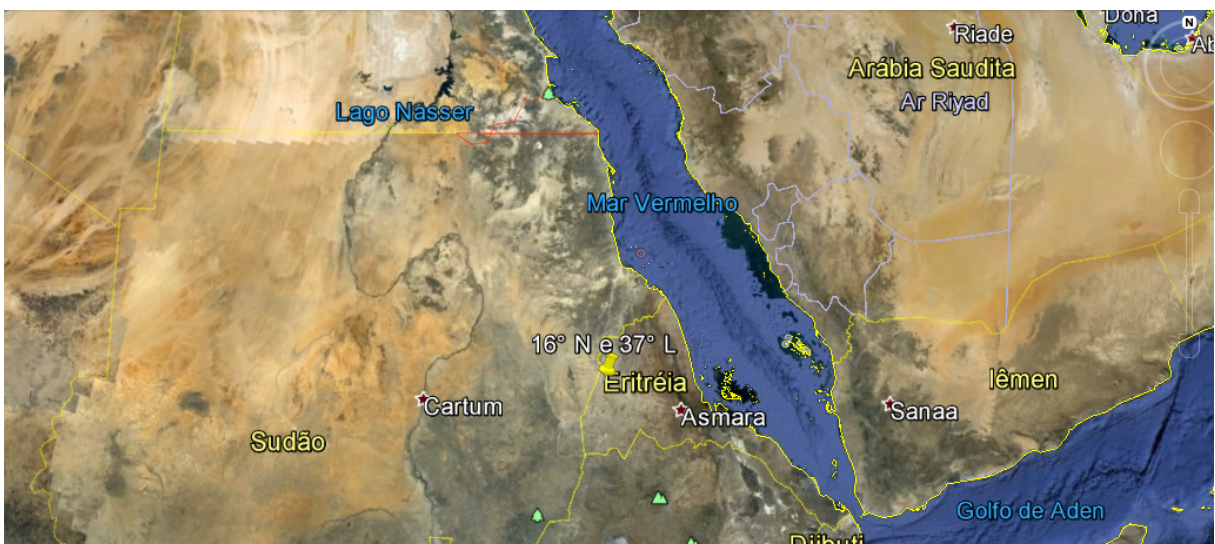 Doha
N
Riade
Ab
Arábia Saudita
Ar Riyad
Lago Nasser
Mar Vermelho
16° N e 37° L
Eritréia
Iêmen
Cartum
Asmara
Sanaa
Sudão
Golfo de Aden
Djibuti